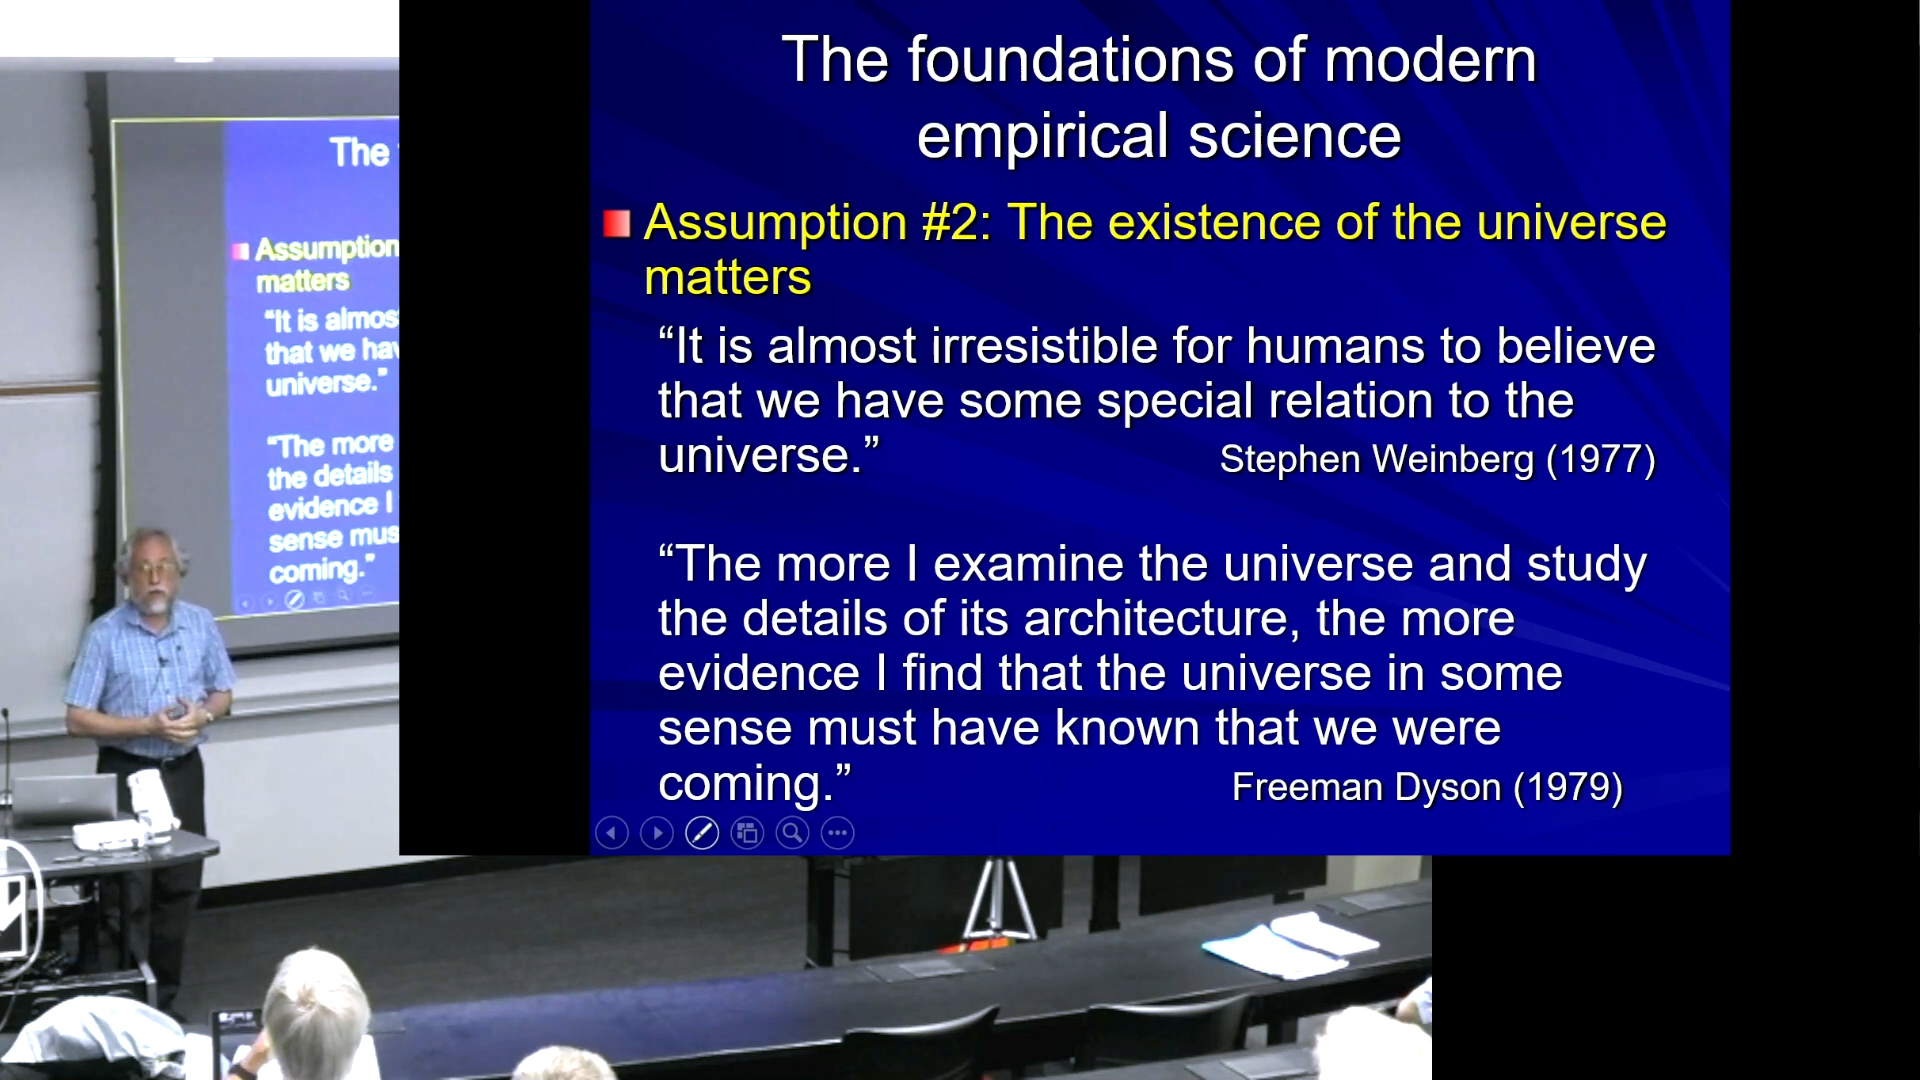 The foundations of modern
empirical science
Assumption #2: The existence of the universe
matters
“It is almost irresistible for humans to believe
that we have some special relation to the
universe.” Stephen Weinberg (1977)
“The more I examine the universe and study
the details of its architecture, the more
evidence I find that the universe in some
sense must have known that we were
coming.” Freeman Dyson (1979)
The
Assumption
matters
“It is almos
that we hav
universe.”
“The more
the details
evidence I
sense mus
coming.”